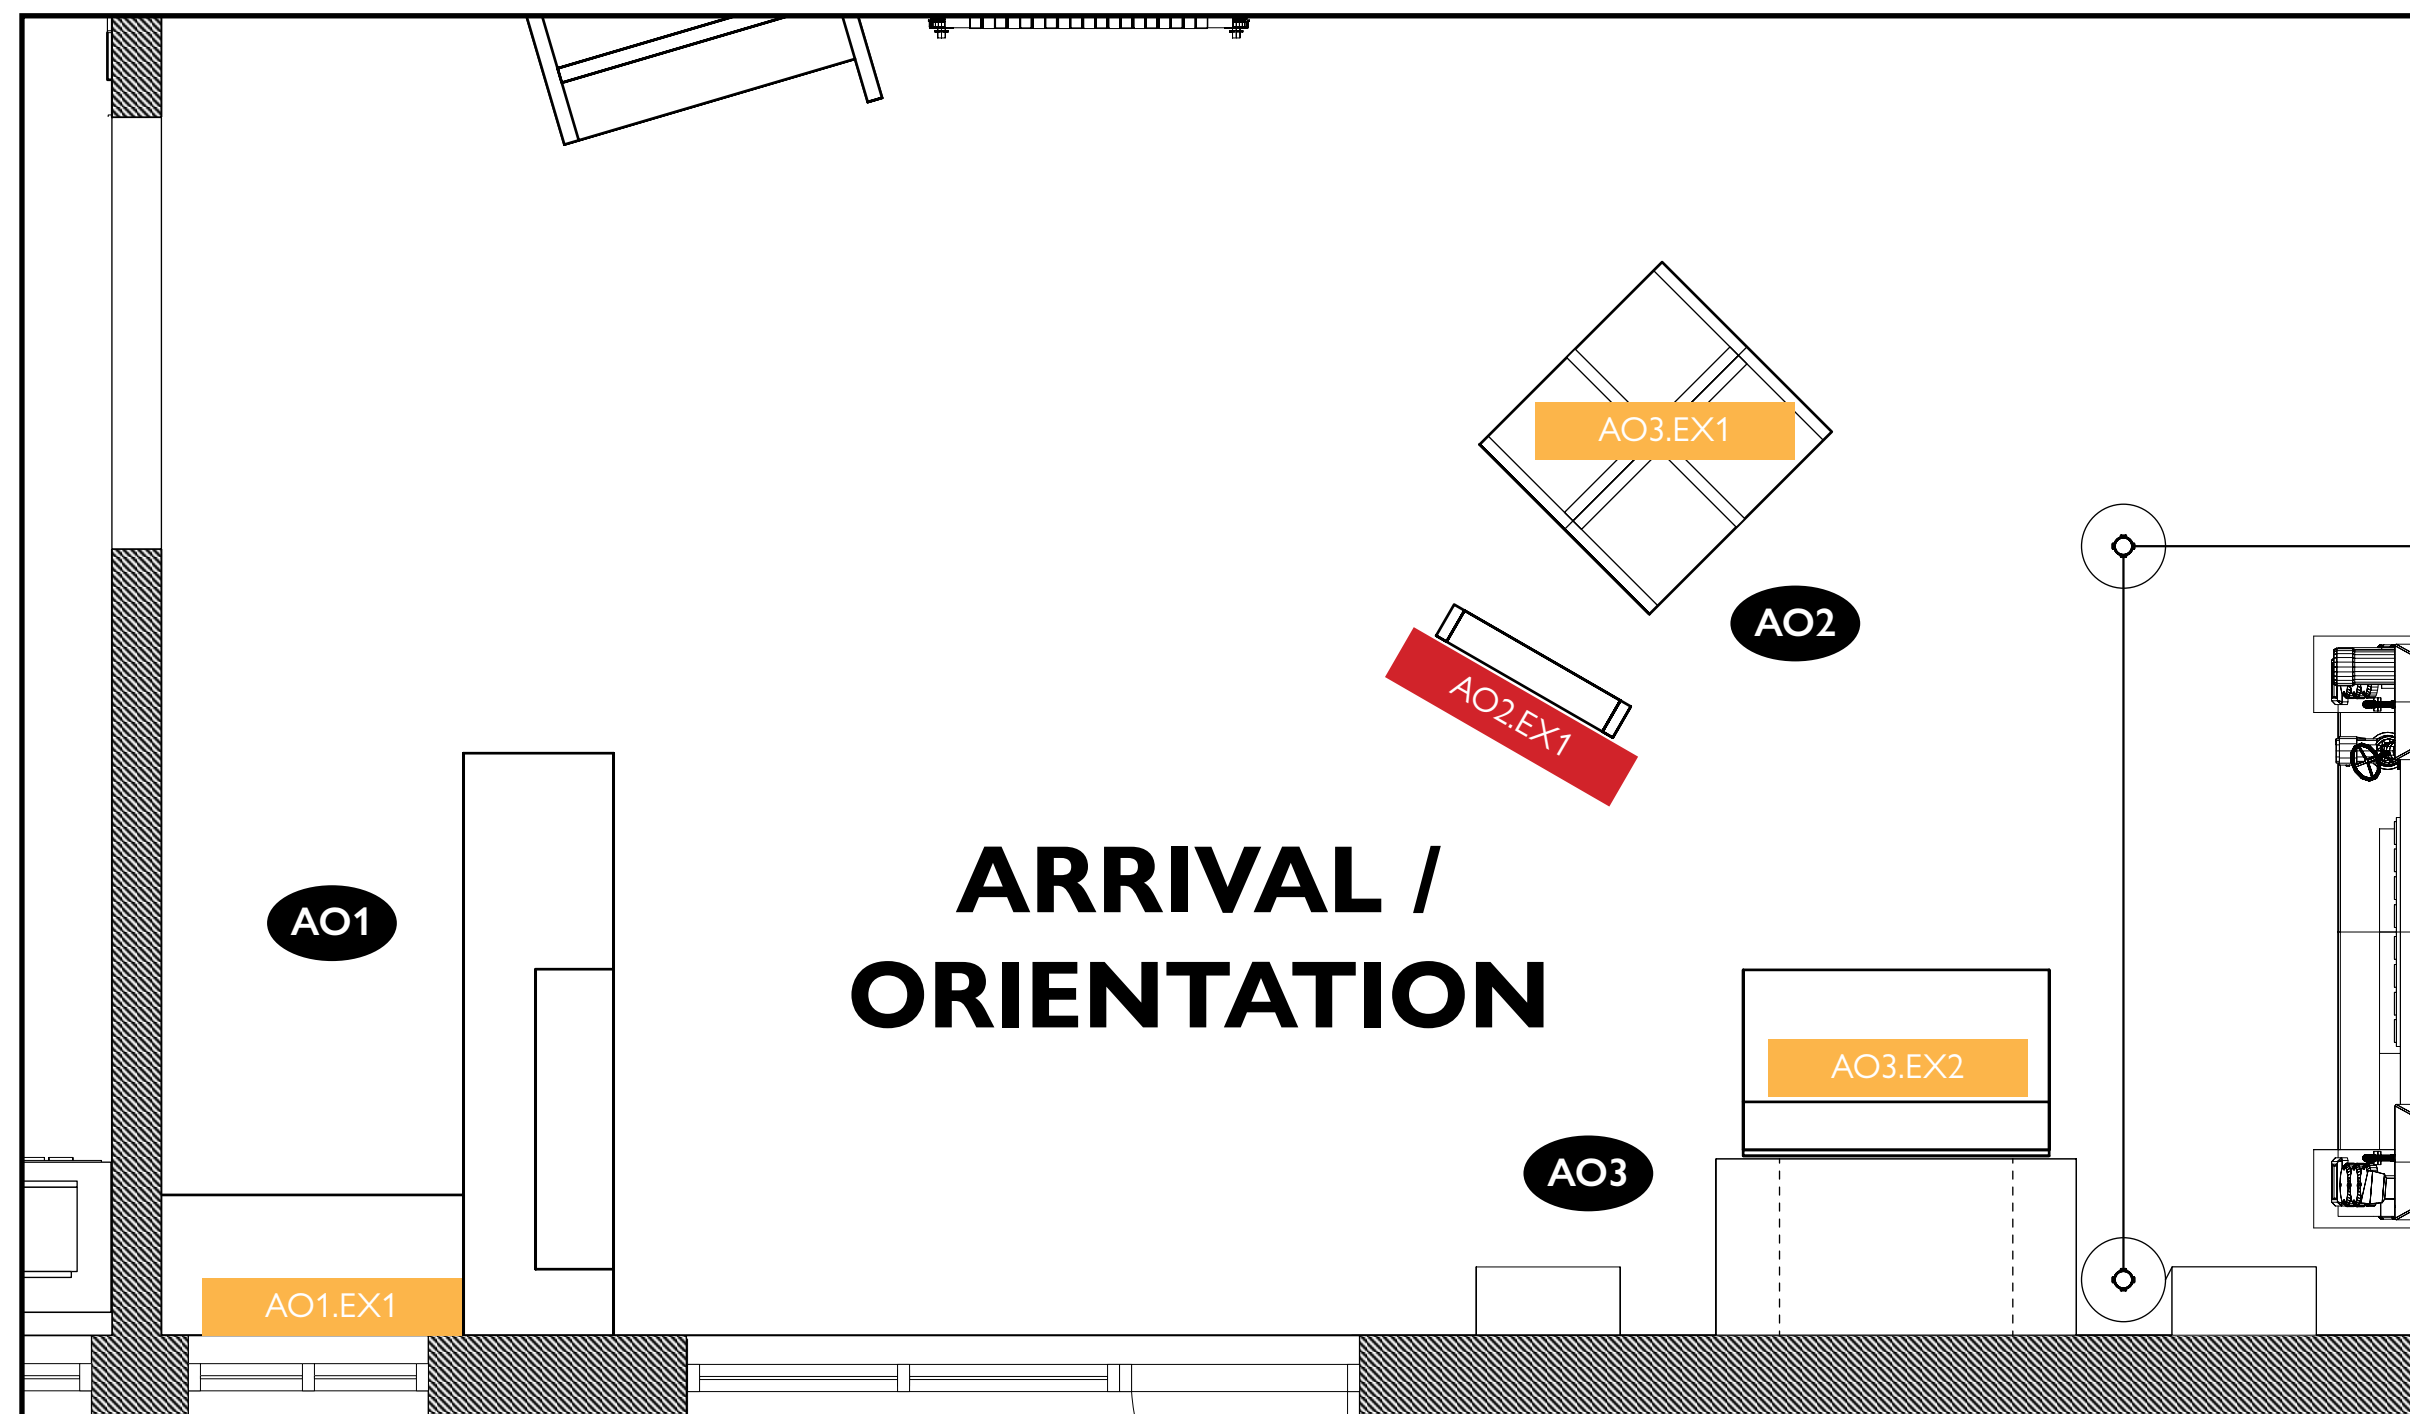 AO3.EX1
AO2
AO2.EX1
ARRIVAL /
ORIENTATION
AO1
AO3.EX2
AO3
AO1.EX1